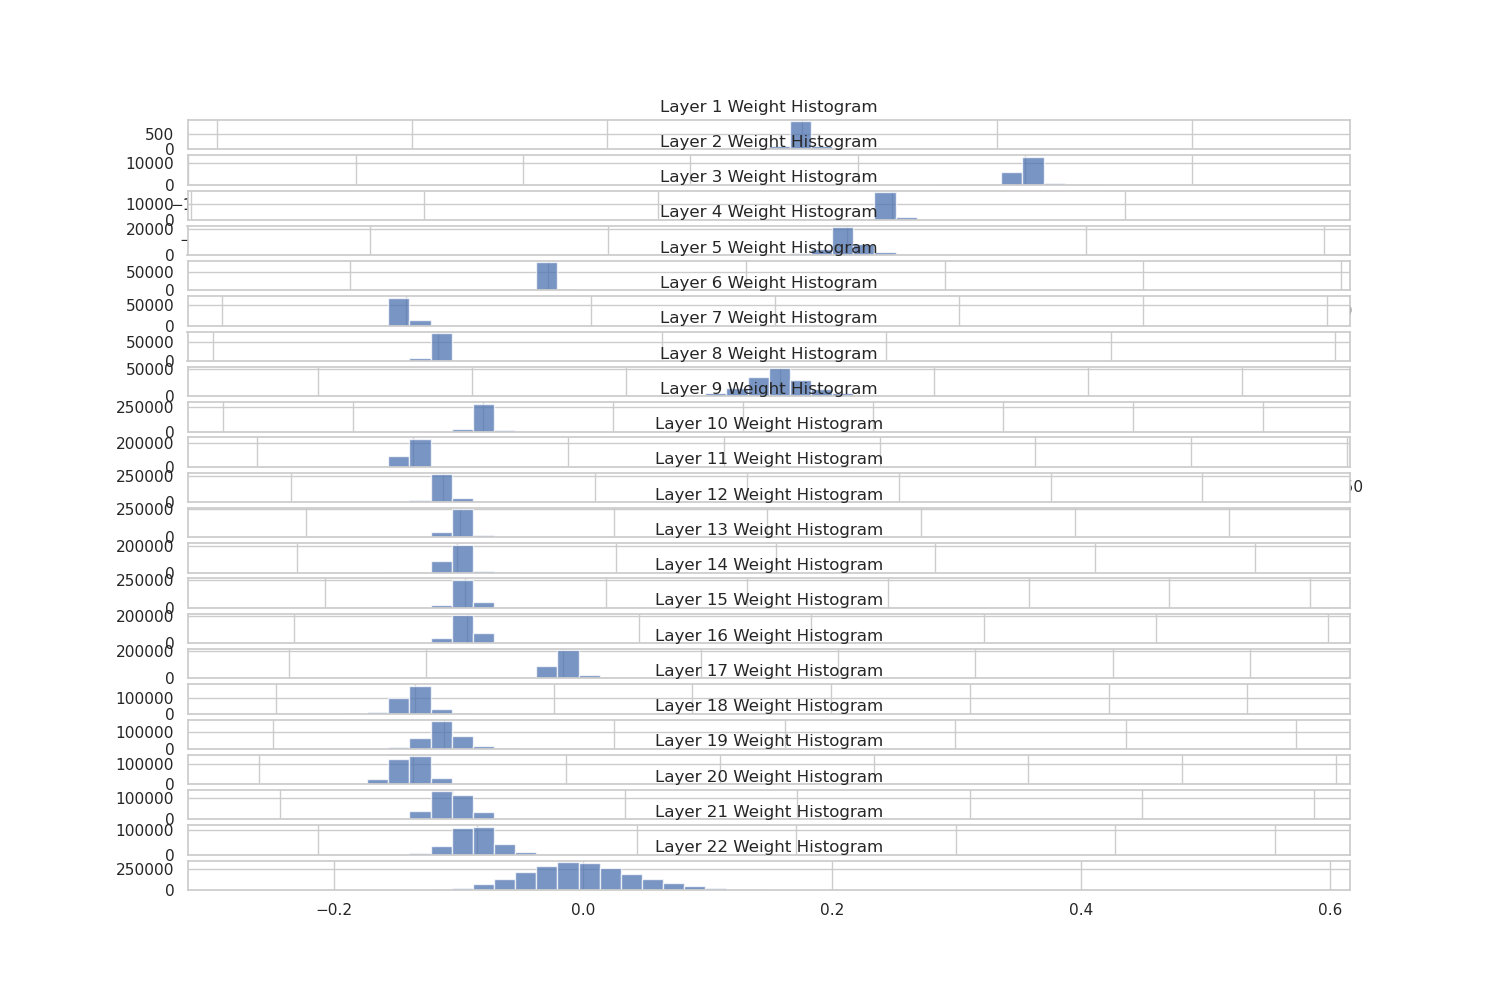 Layer 1 Weight Histogram
500
0
Layer 2 Weight Histogram
10000
0
Layer 3 Weight Histogram
−1
10000
0
Layer 4 Weight Histogram
20000
0
Layer 5 Weight Histogram
50000
0
Layer 6 Weight Histogram
50000
0
Layer 7 Weight Histogram
50000
0
Layer 8 Weight Histogram
50000
0
Layer 9 Weight Histogram
250000
0
Layer 10 Weight Histogram
200000
0
Layer 11 Weight Histogram
250000
0
Layer 12 Weight Histogram
250000
0
Layer 13 Weight Histogram
200000
0
Layer 14 Weight Histogram
250000
0
Layer 15 Weight Histogram
200000
0
Layer 16 Weight Histogram
200000
0
Layer 17 Weight Histogram
100000
0
Layer 18 Weight Histogram
100000
0
Layer 19 Weight Histogram
100000
0
Layer 20 Weight Histogram
100000
0
Layer 21 Weight Histogram
100000
0
Layer 22 Weight Histogram
250000
0
−0.2 0.0 0.2 0.4 0.6